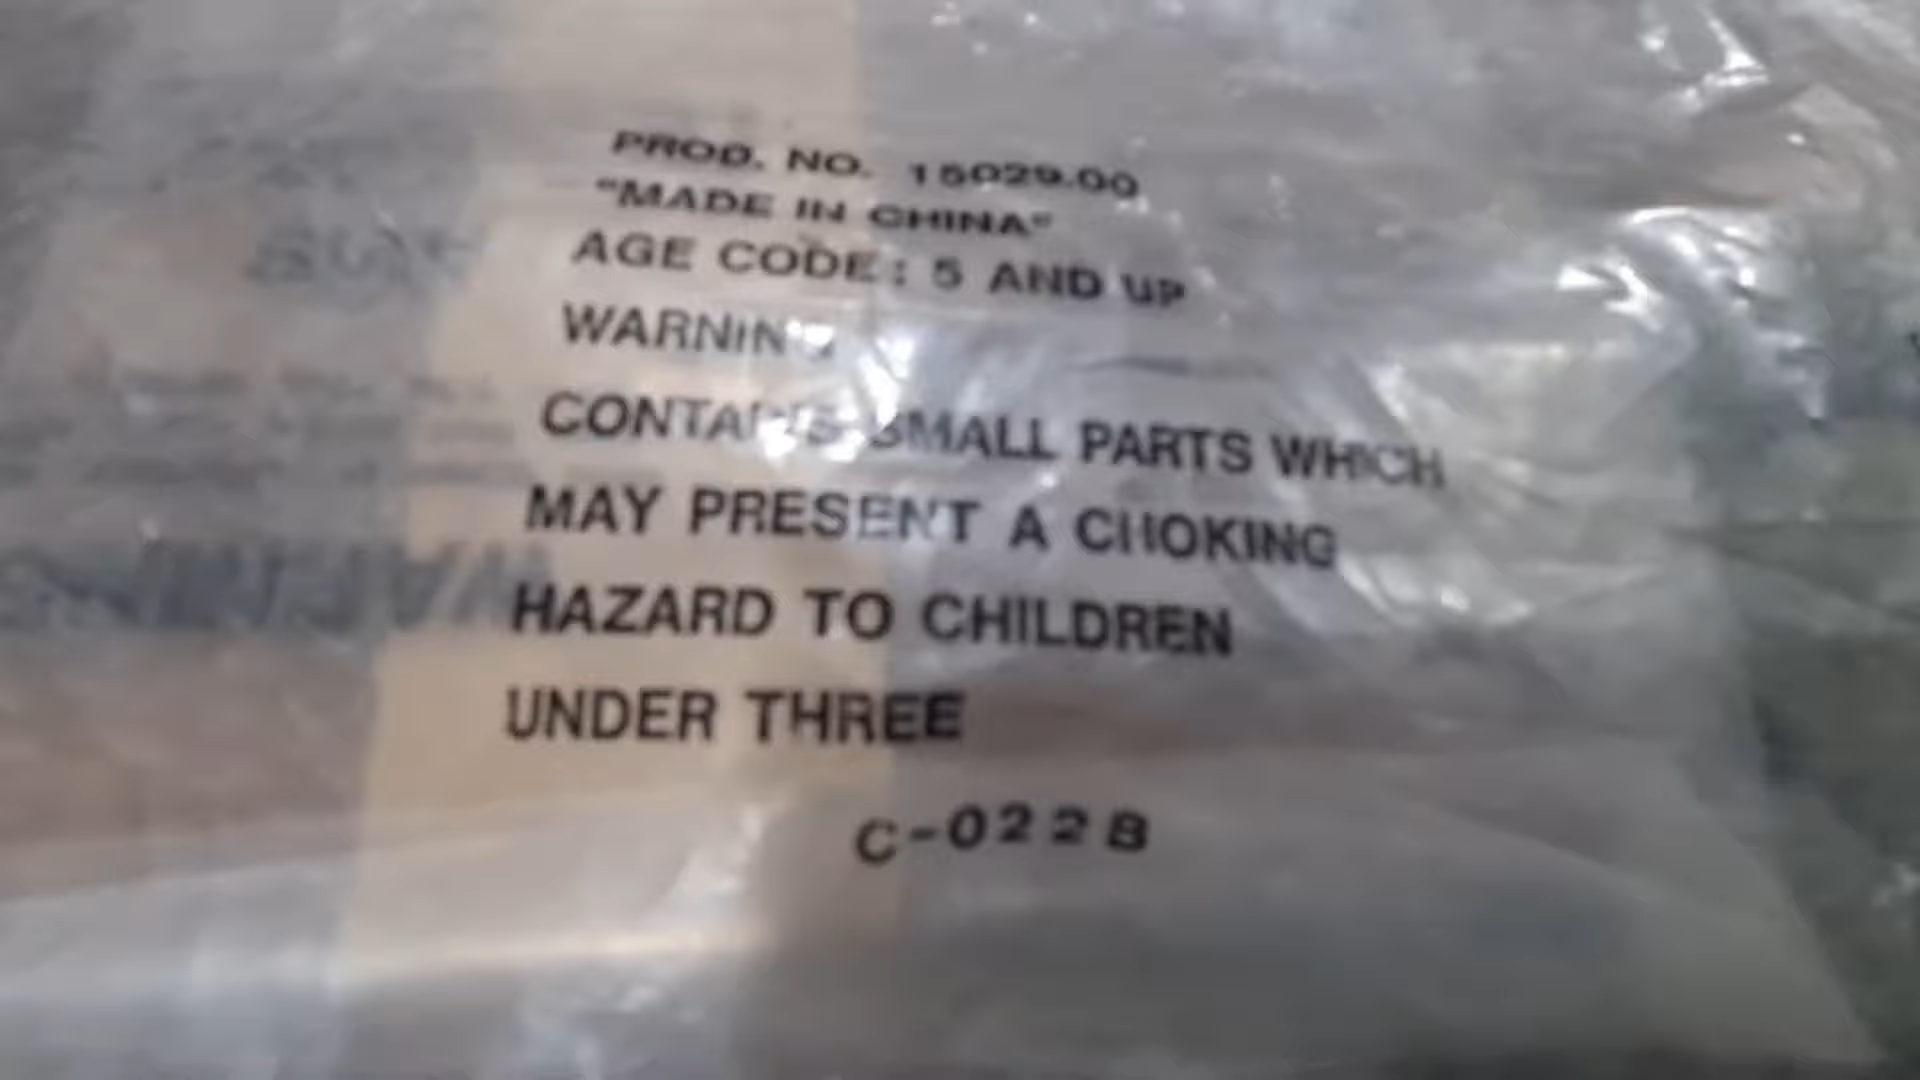 PROD. NO. 15029.00
"MADE IN CHINA"
AGE CODE: 5 AND UP
WARNING
CONTAINS SMALL PARTS WHICH
MAY PRESENT A CHOKING
HAZARD TO CHILDREN
UNDER THREE
C-022B